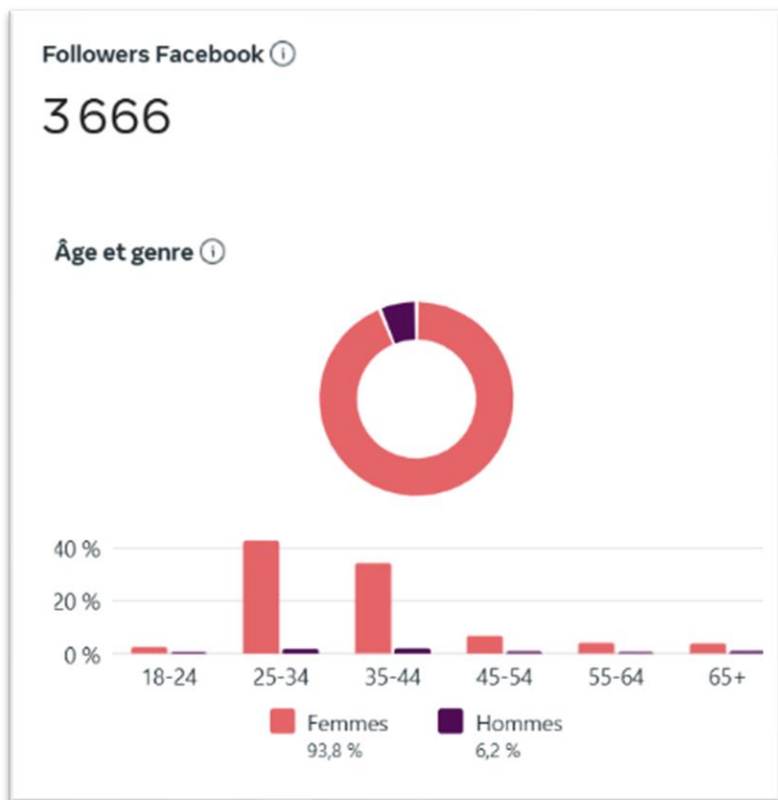 Followers Facebook
3 666
Âge et genre
40 %
20 %
0 %
18-24 25-34 35-44 45-54 55-64 65+
Femmes Hommes
93,8 % 6,2 %